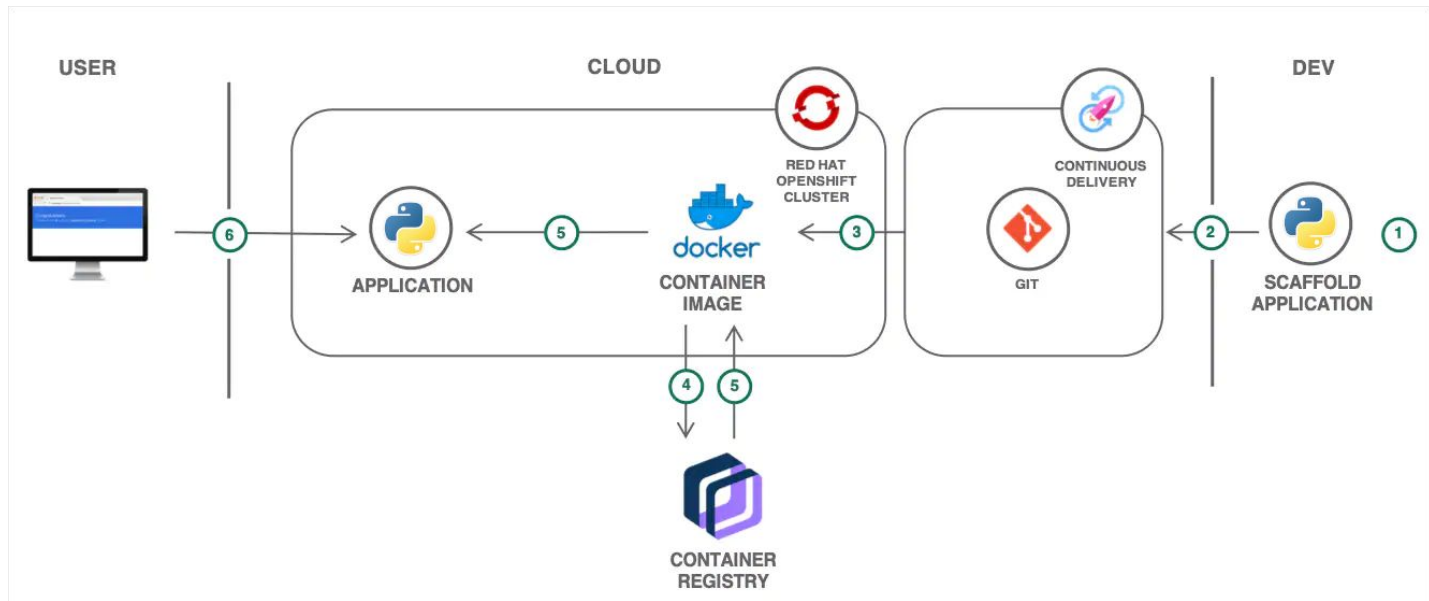 USER
CLOUD
DEV
RED HAT
OPENSHIFT
CLUSTER
CONTINUOUS
DELIVERY
6
5
docker
3
2
1
APPLICATION
CONTAINER
IMAGE
GIT
SCAFFOLD
APPLICATION
4
5
CONTAINER
REGISTRY